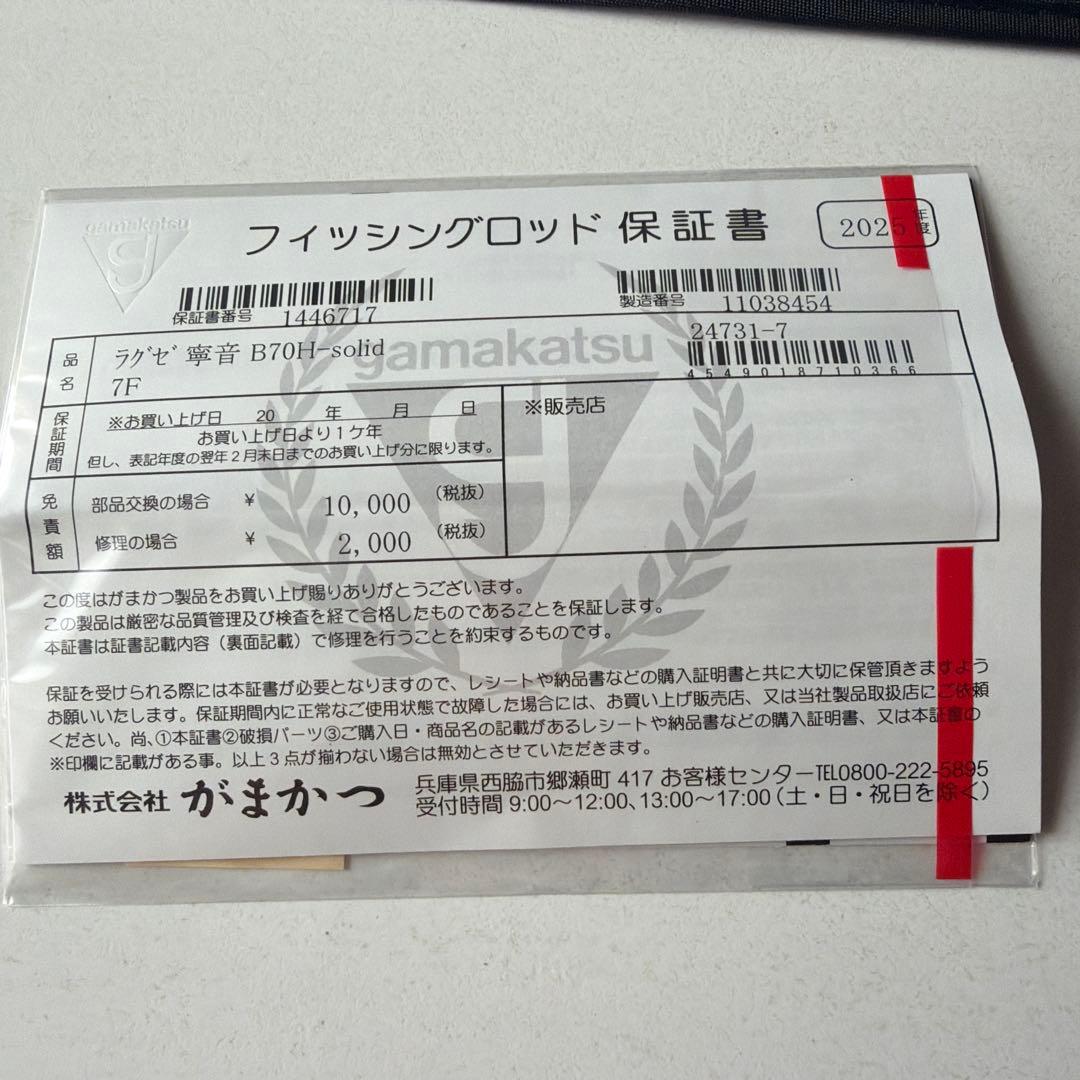 gamakatsu
フィッシングロッド 保証書
2025 年度
保証書番号 1446717
製造番号 11038454
gamakatsu
品名 ﾗｸﾞｾﾞ 寧音 B70H-solid
7F
24731-7
4549018710366
保証期間 ※お買い上げ日 20 年 月 日
お買い上げ日より1ケ年
但し、表記年度の翌年2月末日までのお買い上げ分に限ります。
※販売店
免責額 部品交換の場合 ¥ 10,000 (税抜)
修理の場合 ¥ 2,000 (税抜)
この度はがまかつ製品をお買い上げ賜りありがとうございます。
この製品は厳密な品質管理及び検査を経て合格したものであることを保証します。
本証書は証書記載内容(裏面記載)で修理を行うことを約束するものです。
保証を受けられる際には本証書が必要となりますので、レシートや納品書などの購入証明書と共に大切に保管頂きますよう
お願いいたします。保証期間内に正常なご使用状態で故障した場合には、お買い上げ販売店、又は当社製品取扱店にご依頼
ください。尚、①本証書②破損パーツ③ご購入日・商品名の記載があるレシートや納品書などの購入証明書、又は本証書の
※印欄に記載がある事。以上3点が揃わない場合は無効とさせていただきます。
株式会社 がまかつ
兵庫県西脇市郷瀬町 417 お客様センターTEL0800-222-5895
受付時間 9:00〜12:00、13:00〜17:00(土・日・祝日を除く)